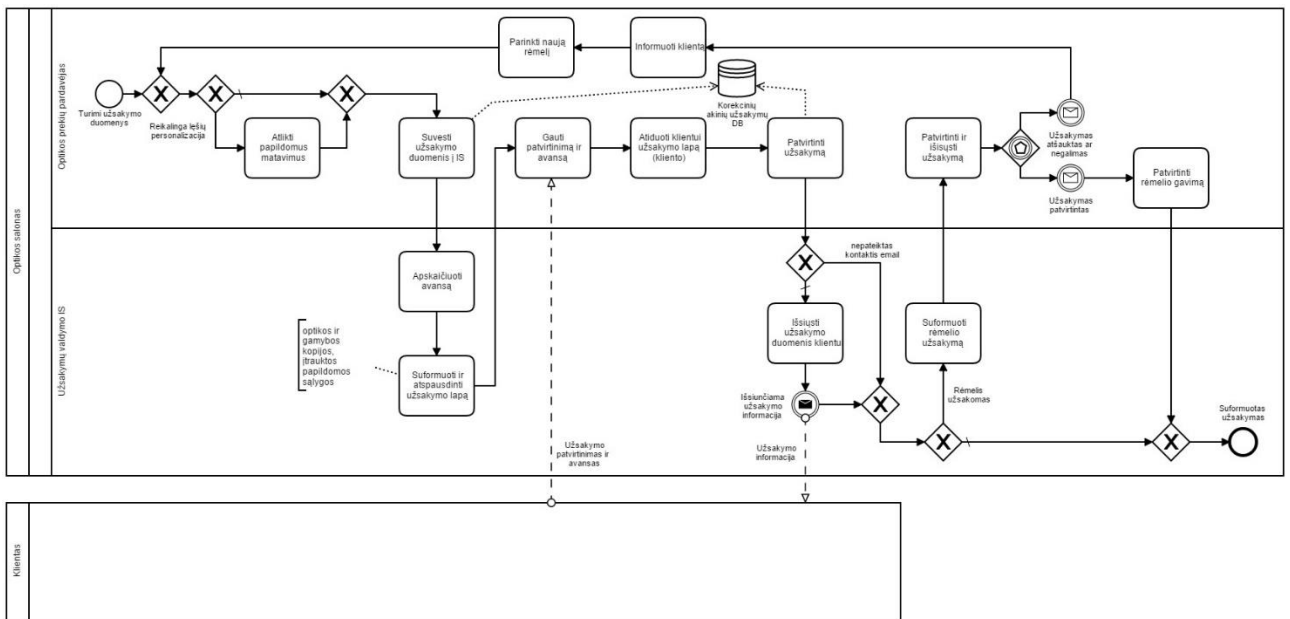 Optikos salonas
Optikos prekių pardavėjas
Turimi užsakymo
duomenys
Reikalinga lęšių
personalizacija
Atlikti
papildomus
matavimus
Parinkti naują
rėmelį
Informuoti klientą
Korekcinių
akinių užsakymų
DB
Suvesti
užsakymo
duomenis į IS
Gauti
patvirtinimą ir
avansą
Atiduoti klientui
užsakymo lapą
(kliento)
Patvirtinti
užsakymą
Patvirtinti ir
išisųsti
užsakymą
Užsakymas
atšauktas ar
negalimas
Užsakymas
patvirtintas
Patvirtinti
rėmelio gavimą
Užsakymų valdymo IS
Apskaičiuoti
avansą
optikos ir
gamybos
kopijos,
įtrauktos
papildomos
sąlygos
Suformuoti ir
atspausdinti
užsakymo lapą
nepateiktas
kontaktis email
Išsiųsti
užsakymo
duomenis klientu
Išsiunčiama
užsakymo
informacija
Suformuoti
rėmelio
užsakymą
Rėmelis
užsakomas
Suformuotas
užsakymas
Užsakymo
patvirtinimas ir
avansas
Užsakymo
informacija
Klientas